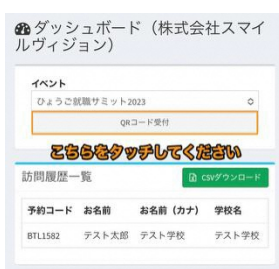 ダッシュボード（株式会社スマイ
ルヴィジョン）
イベント
ひょうご就職サミット2023
QRコード受付
こちらをタッチしてください
訪問履歴一覧
CSVダウンロード
予約コード お名前 お名前（カナ） 学校名
BTL1582 テスト太郎 テスト学校 テスト学校